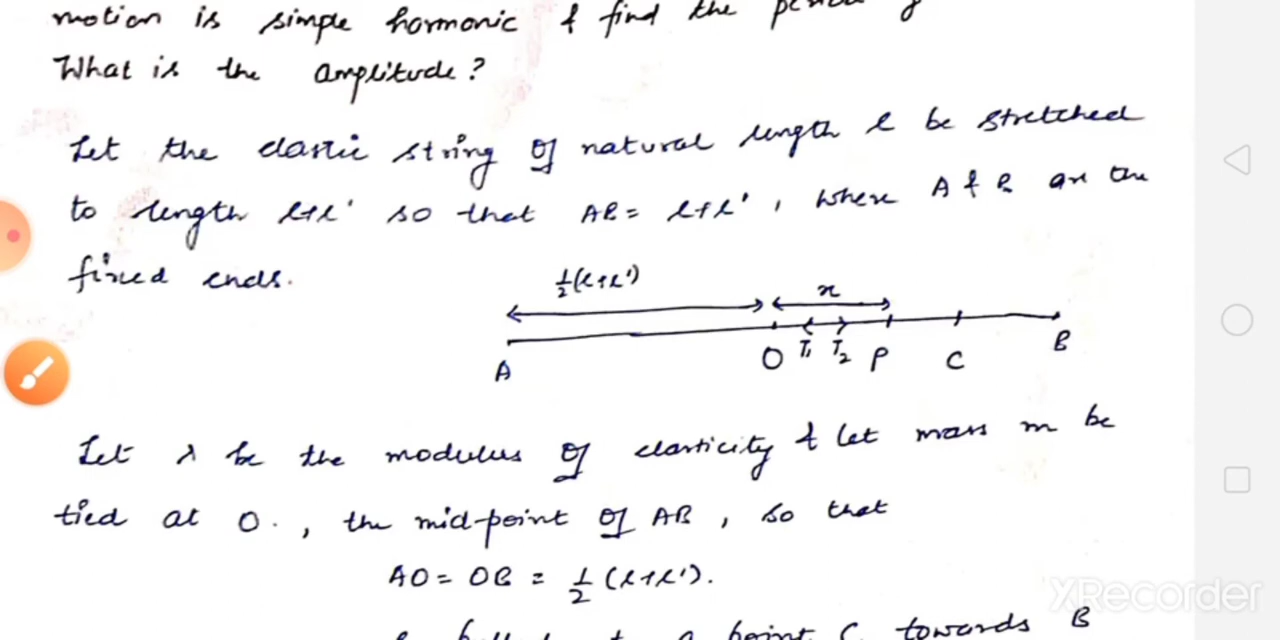 motion is simple harmonic & find the period
What is the amplitude?
Let the elastic string of natural length l be stretched
to length l+l' so that AB = l+l', where A & B are the
fixed ends.
1/2(l+l')
x
A O T₁ T₂ P C B
Let λ be the modulus of elasticity & let mass m be
tied at O., the mid-point of AB, so that
AO = OB = 1/2 (l+l').
to a point C towards B
XRecorder